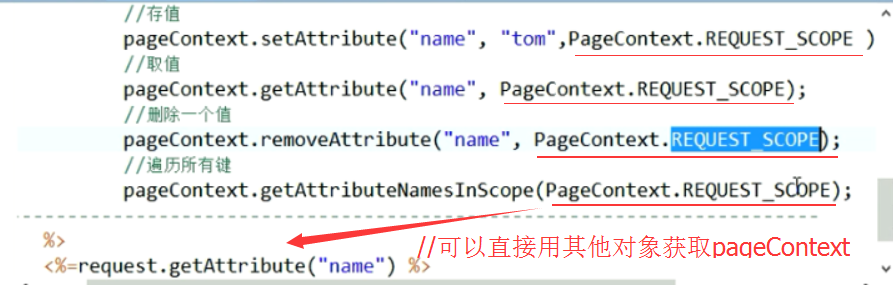 //存值
pageContext.setAttribute("name", "tom",PageContext.REQUEST_SCOPE )
//取值
pageContext.getAttribute("name", PageContext.REQUEST_SCOPE);
//删除一个值
pageContext.removeAttribute("name", PageContext.REQUEST_SCOPE);
//遍历所有键
pageContext.getAttributeNamesInScope(PageContext.REQUEST_SCOPE);
%>
<%=request.getAttribute("name") %>
//可以直接用其他对象获取pageContext